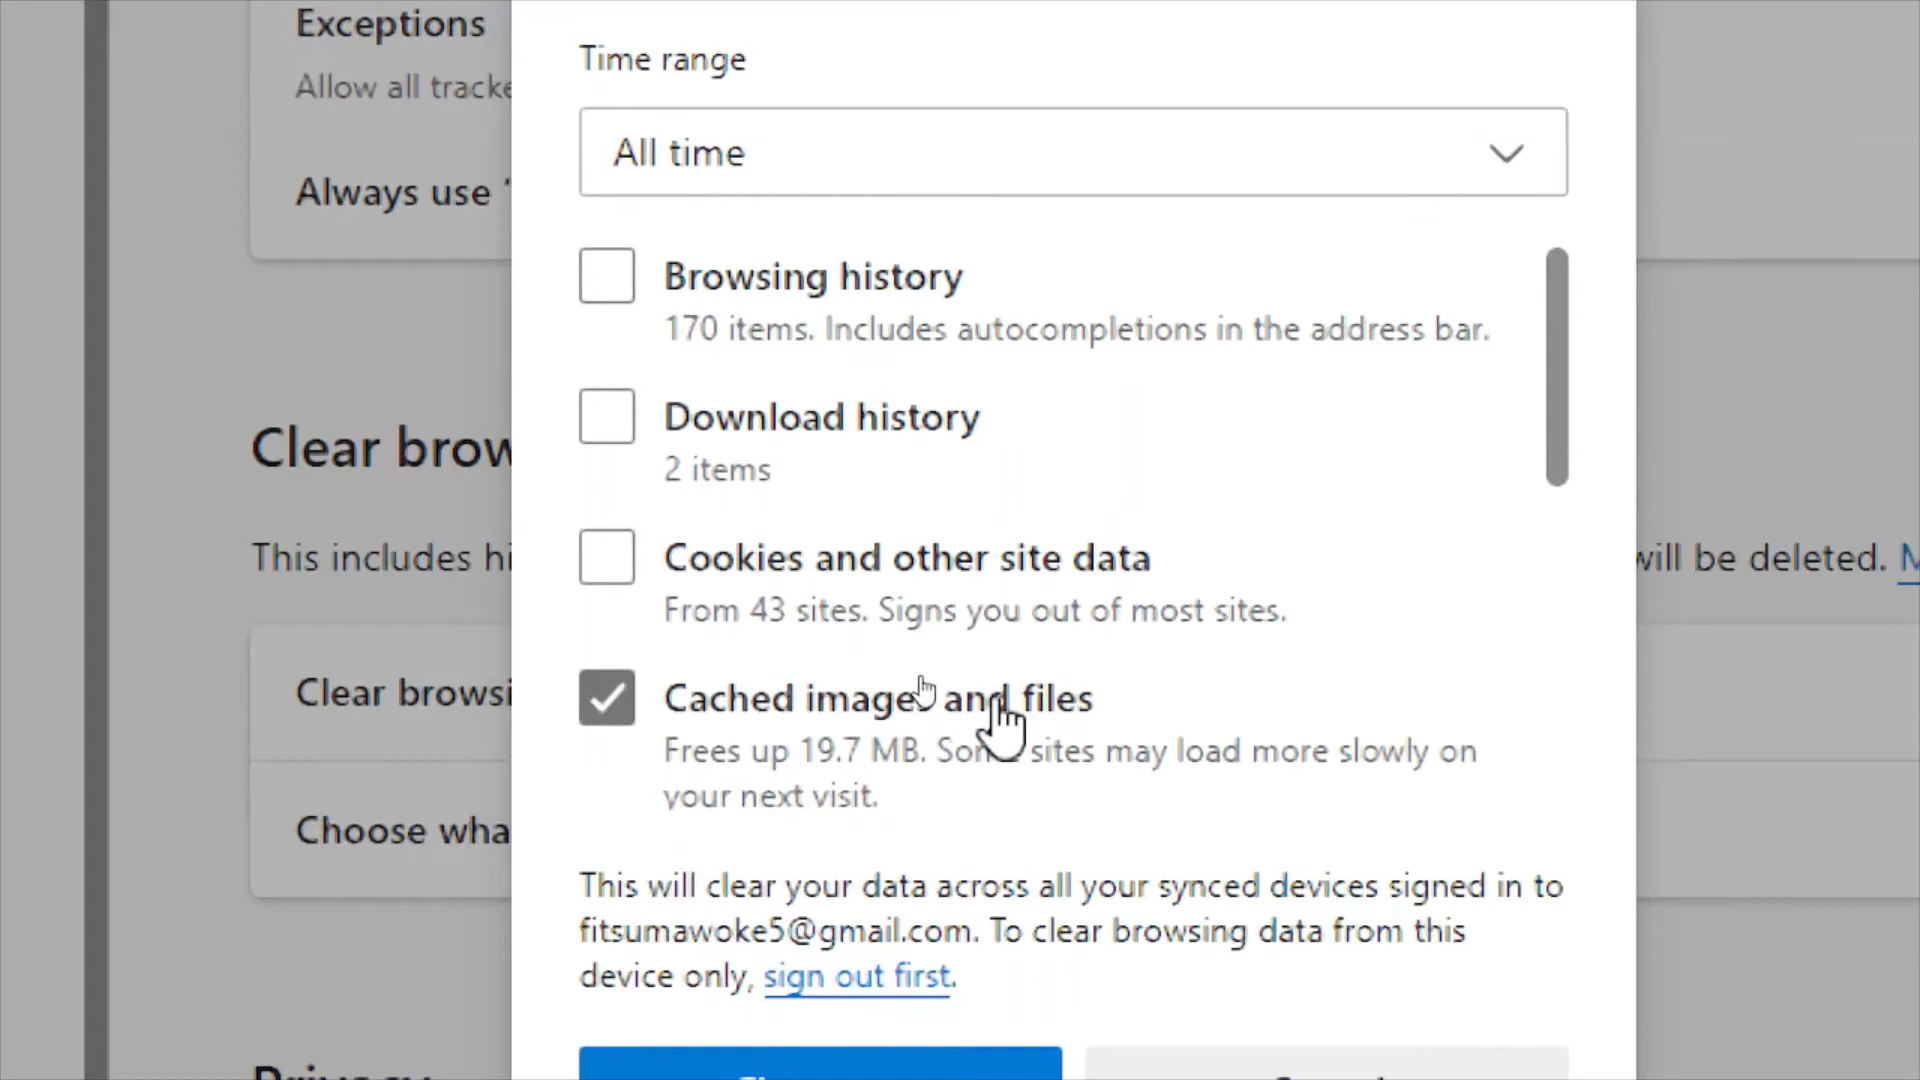 Exceptions
Allow all tracke
Always use "
Clear brow
This includes hi
will be deleted. M
Clear browsi
Choose wha
Privacy
Time range
All time
Browsing history
170 items. Includes autocompletions in the address bar.
Download history
2 items
Cookies and other site data
From 43 sites. Signs you out of most sites.
Cached images and files
Frees up 19.7 MB. Some sites may load more slowly on
your next visit.
This will clear your data across all your synced devices signed in to
fitsumawoke5@gmail.com. To clear browsing data from this
device only, sign out first.